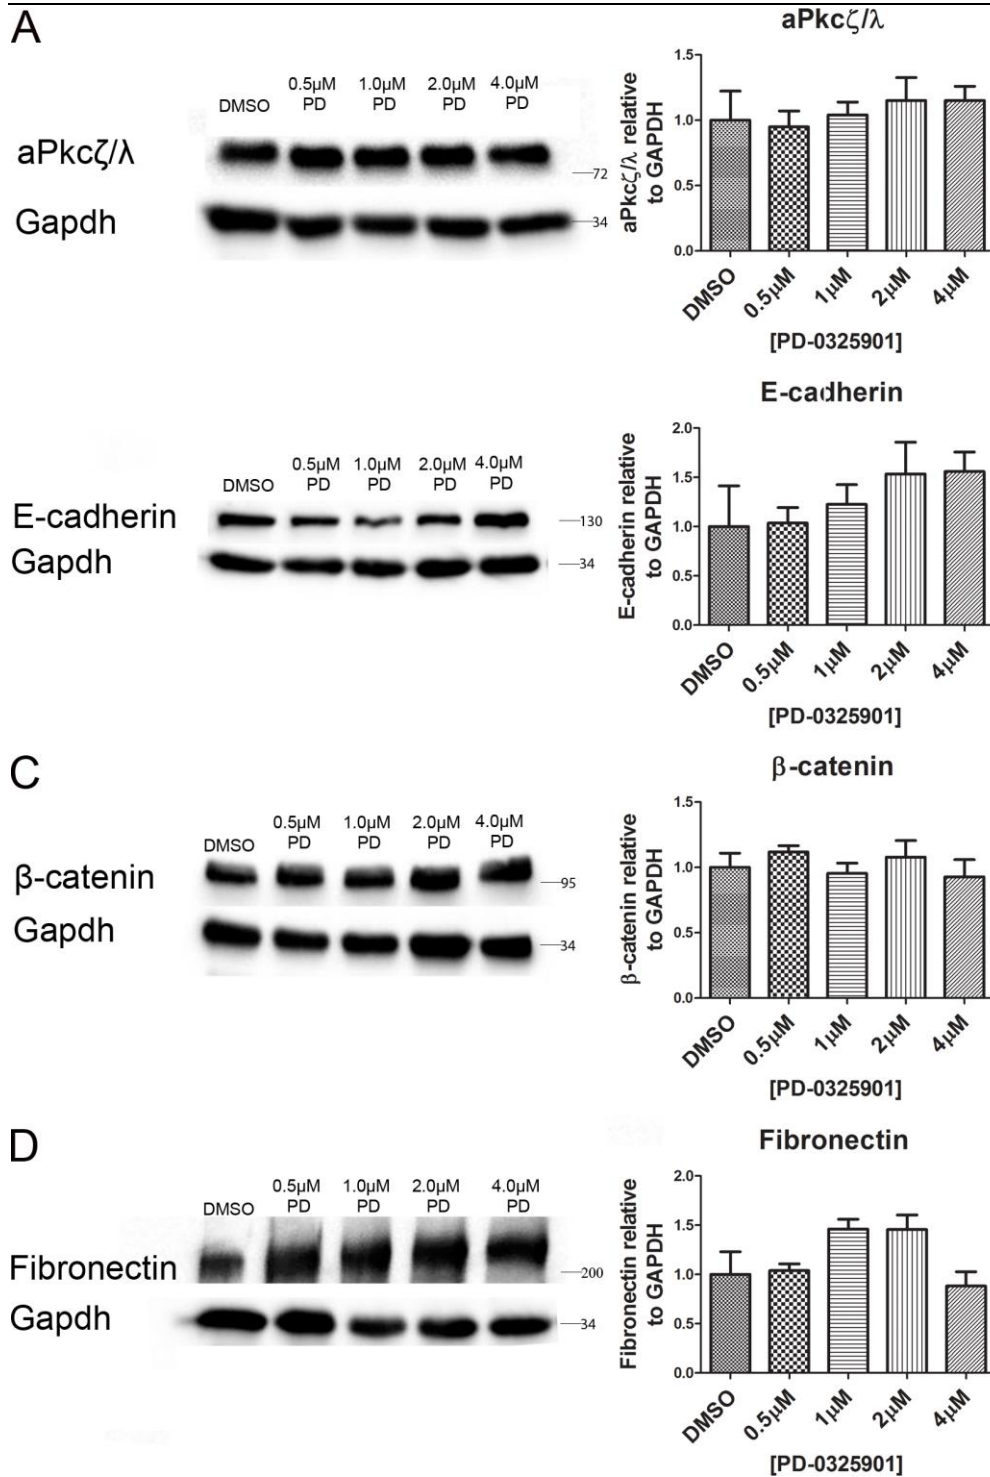 A
aPkcζ/λ
DMSO 0.5µM PD 1.0µM PD 2.0µM PD 4.0µM PD
aPkcζ/λ
72
Gapdh
34
aPkcζ/λ relative
to GAPDH
1.5
1.0
0.5
0.0
DMSO 0.5µM 1µM 2µM 4µM
[PD-0325901]
E-cadherin
DMSO 0.5µM PD 1.0µM PD 2.0µM PD 4.0µM PD
E-cadherin
130
Gapdh
34
E-cadherin relative
to GAPDH
2.0
1.5
1.0
0.5
0.0
DMSO 0.5µM 1µM 2µM 4µM
[PD-0325901]
C
β-catenin
DMSO 0.5µM PD 1.0µM PD 2.0µM PD 4.0µM PD
β-catenin
95
Gapdh
34
β-catenin relative
to GAPDH
1.5
1.0
0.5
0.0
DMSO 0.5µM 1µM 2µM 4µM
[PD-0325901]
D
Fibronectin
DMSO 0.5µM PD 1.0µM PD 2.0µM PD 4.0µM PD
Fibronectin
200
Gapdh
34
Fibronectin relative
to GAPDH
2.0
1.5
1.0
0.5
0.0
DMSO 0.5µM 1µM 2µM 4µM
[PD-0325901]